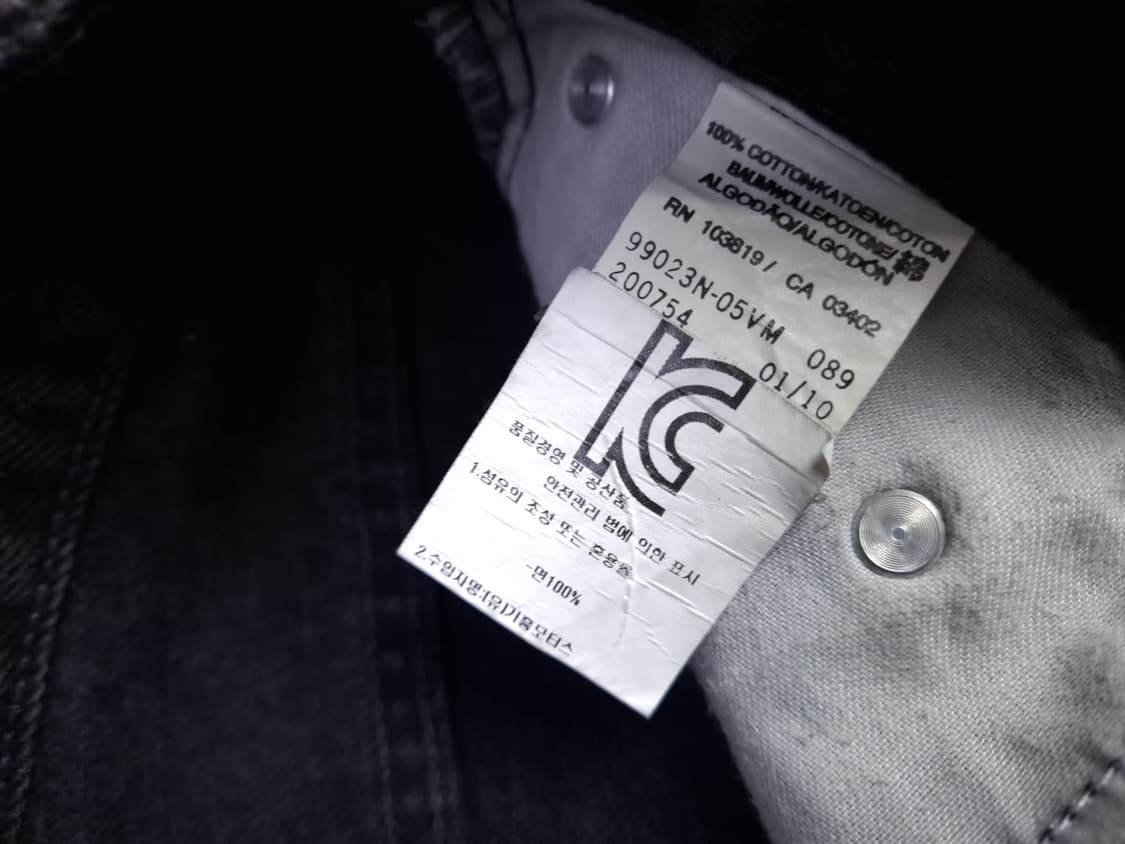 100% COTTON/KATOEN/COTON
BAUMWOLLE/COTONE/綿
ALGODÃO/ALGODÓN
RN 103819/ CA 03402
99023N-05VM 089
200754 01/10
KC
품질경영 및 공산품
안전관리 법에 의한 표시
1.섬유의 조성 또는 혼용율
-면100%
2.수입자명:(유)기흥모터스